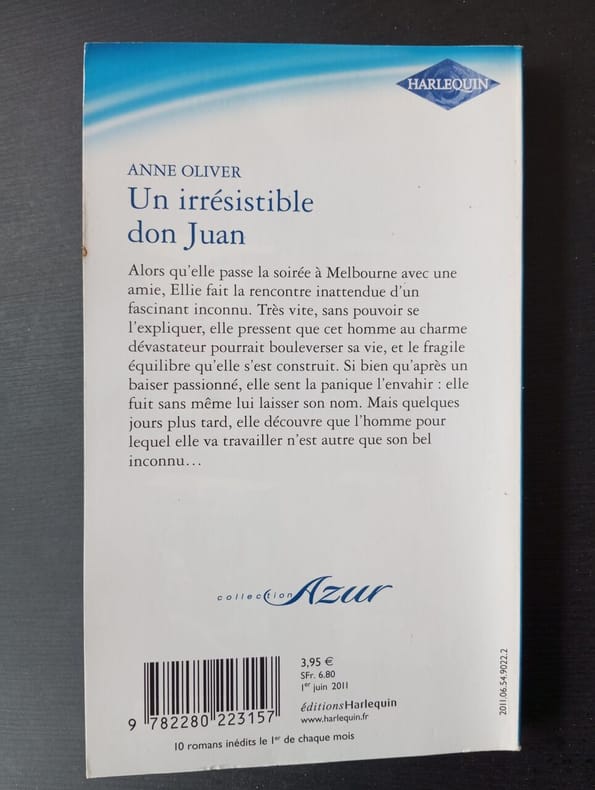 HARLEQUIN
ANNE OLIVER
Un irrésistible
don Juan
Alors qu'elle passe la soirée à Melbourne avec une
amie, Ellie fait la rencontre inattendue d'un
fascinant inconnu. Très vite, sans pouvoir se
l'expliquer, elle pressent que cet homme au charme
dévastateur pourrait bouleverser sa vie, et le fragile
équilibre qu'elle s'est construit. Si bien qu'après un
baiser passionné, elle sent la panique l'envahir : elle
fuit sans même lui laisser son nom. Mais quelques
jours plus tard, elle découvre que l'homme pour
lequel elle va travailler n'est autre que son bel
inconnu…
collection Azur
3,95 €
SFr. 6.80
1er juin 2011
éditionsHarlequin
www.harlequin.fr
9 782280 223157
10 romans inédits le 1er de chaque mois
2011.06.54.9022.2